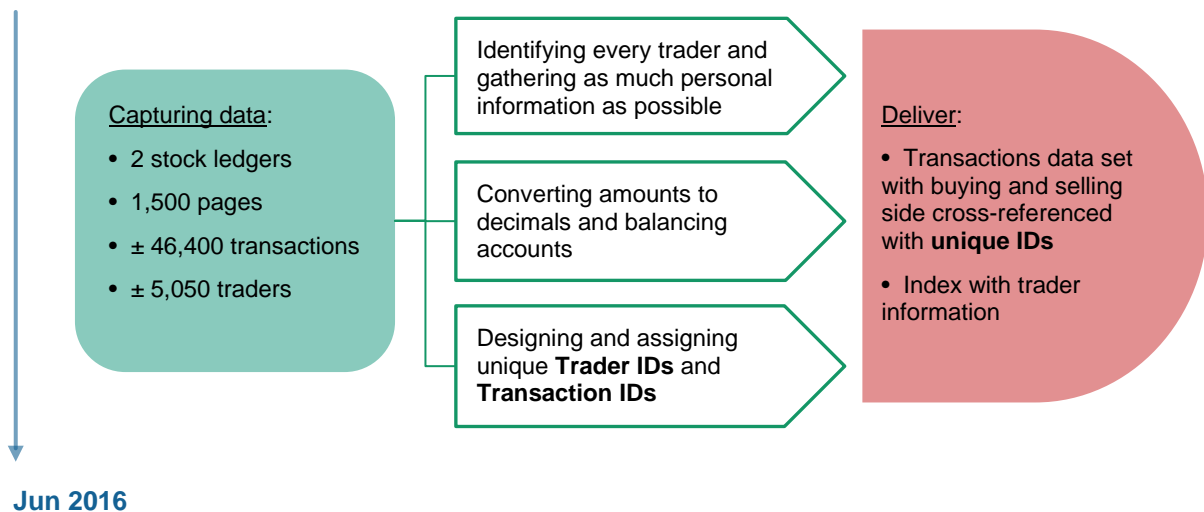 Capturing data:
• 2 stock ledgers
• 1,500 pages
• ± 46,400 transactions
• ± 5,050 traders
Identifying every trader and
gathering as much personal
information as possible
Converting amounts to
decimals and balancing
accounts
Designing and assigning
unique Trader IDs and
Transaction IDs
Deliver:
• Transactions data set
with buying and selling
side cross-referenced
with unique IDs
• Index with trader
information
Jun 2016